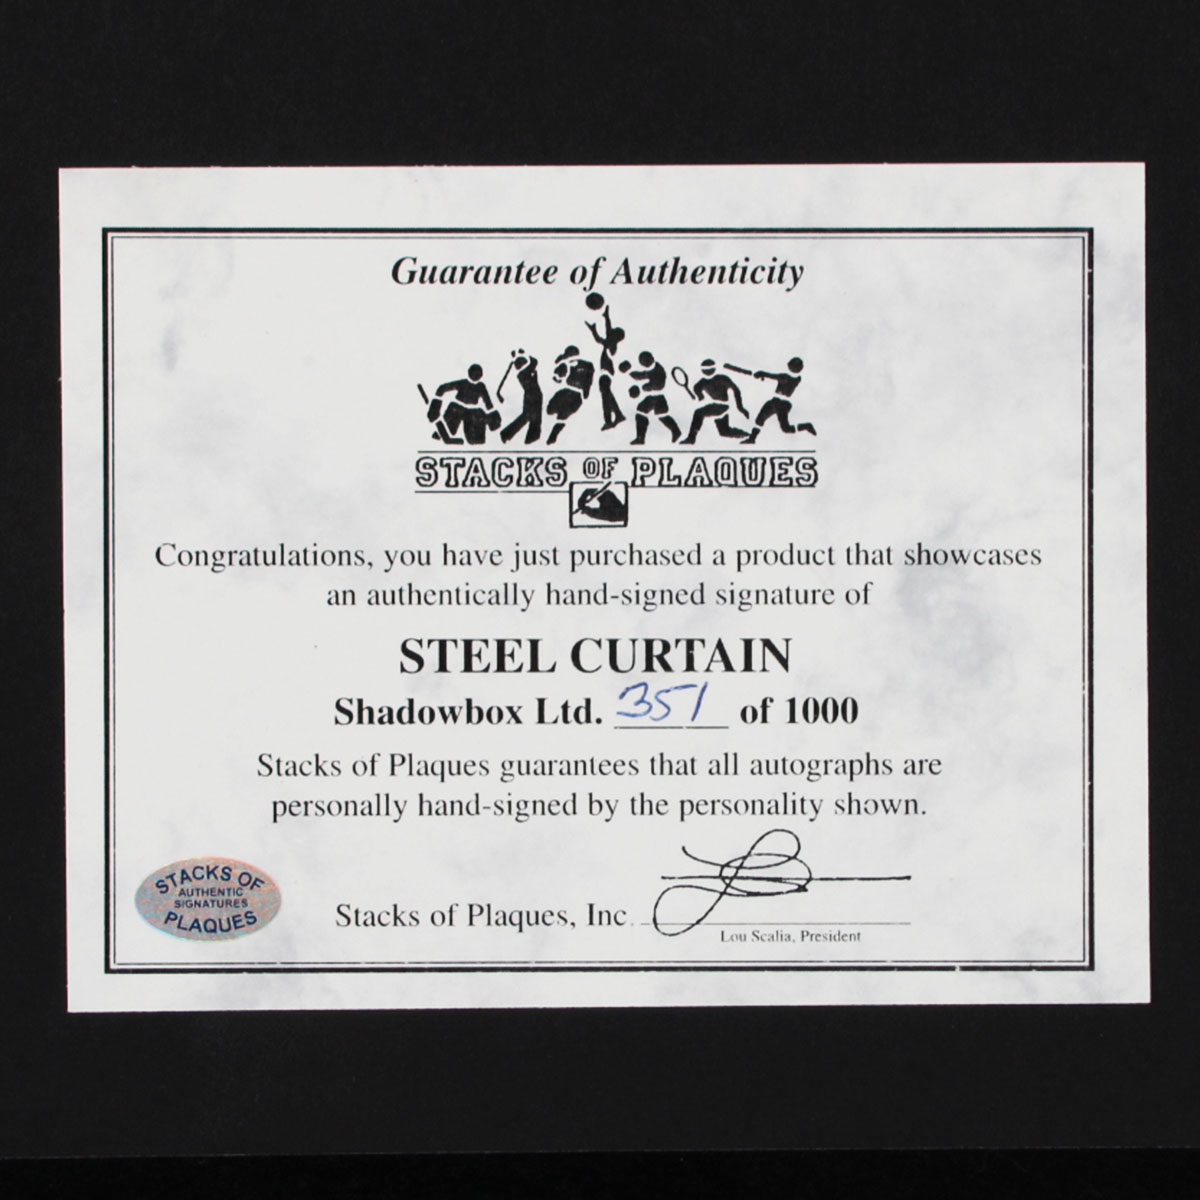 Guarantee of Authenticity
STACKS OF PLAQUES
Congratulations, you have just purchased a product that showcases
an authentically hand-signed signature of
STEEL CURTAIN
Shadowbox Ltd. 351 of 1000
Stacks of Plaques guarantees that all autographs are
personally hand-signed by the personality shown.
STACKS OF
AUTHENTIC
SIGNATURES
PLAQUES
Stacks of Plaques, Inc.
Lou Scalia, President